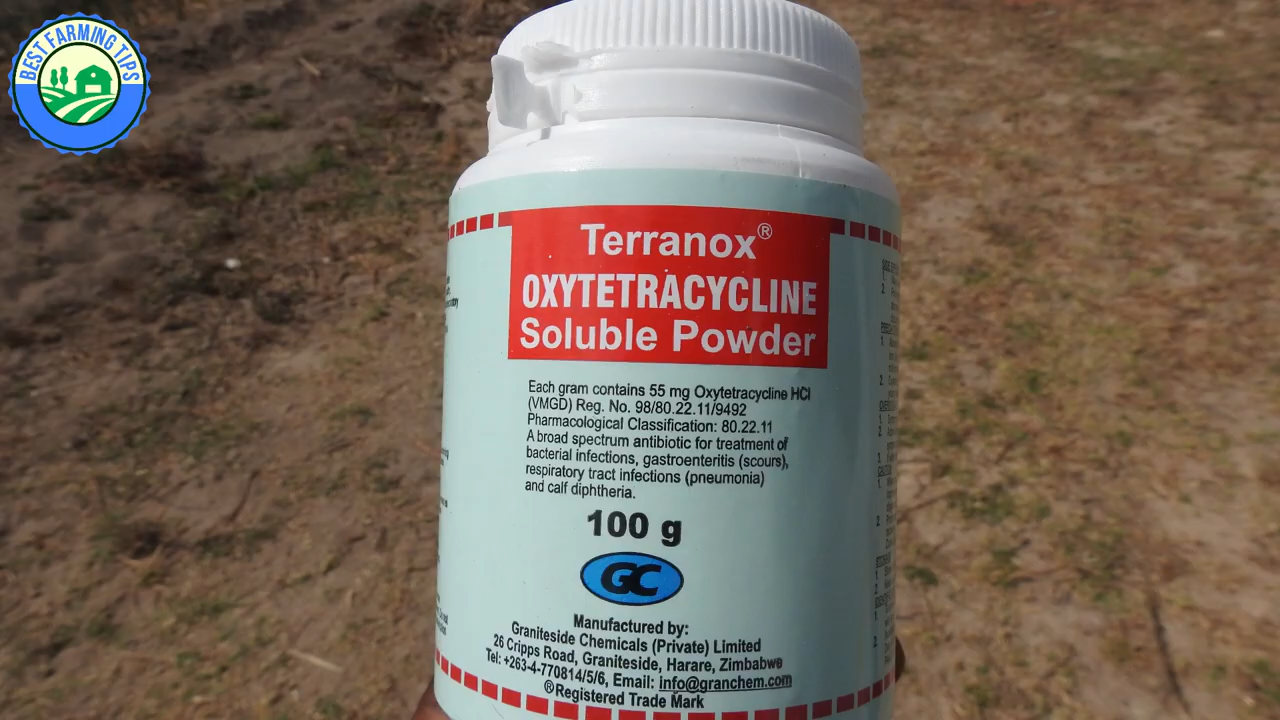 BEST FARMING TIPS
Terranox®
OXYTETRACYCLINE
Soluble Powder
Each gram contains 55 mg Oxytetracycline HCl
(VMGD) Reg. No. 98/80.22.11/9492
Pharmacological Classification: 80.22.11
A broad spectrum antibiotic for treatment of
bacterial infections, gastroenteritis (scours),
respiratory tract infections (pneumonia)
and calf diphtheria.
100 g
GC
Manufactured by:
Graniteside Chemicals (Private) Limited
26 Cripps Road, Graniteside, Harare, Zimbabwe
Tel: +263-4-770814/5/6, Email: info@granchem.com
®Registered Trade Mark